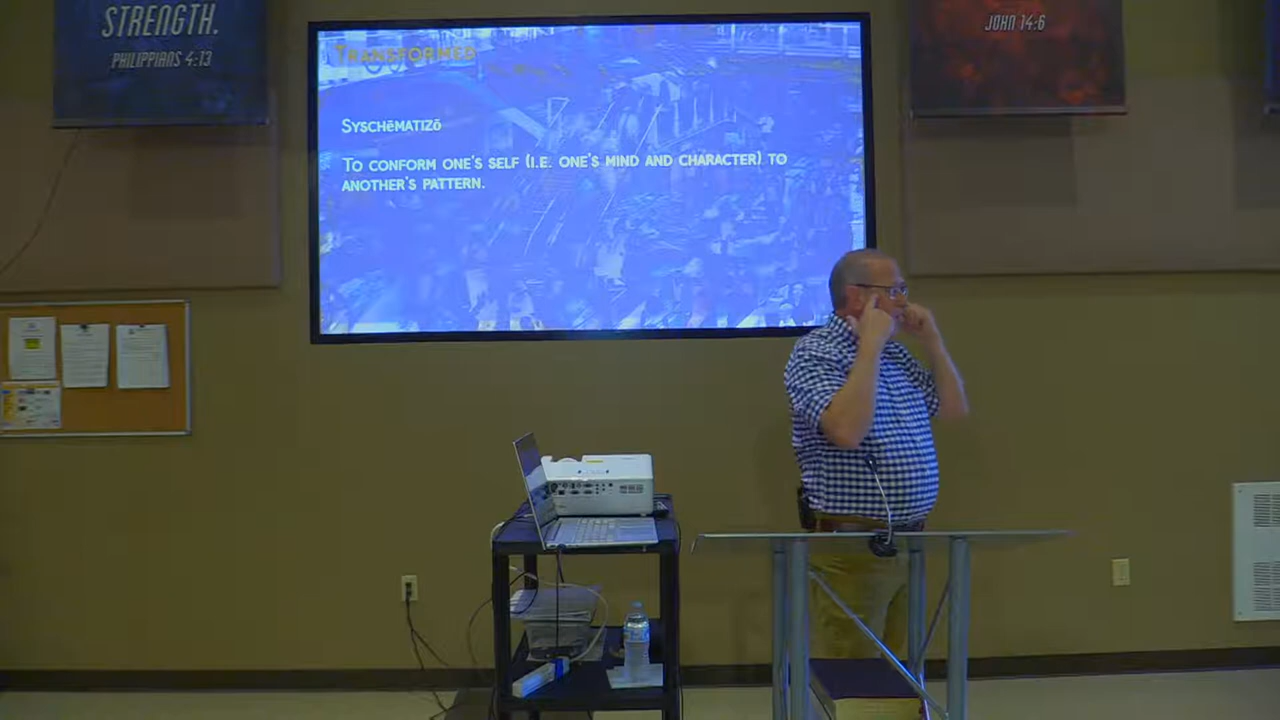 STRENGTH.
PHILIPPIANS 4:13
JOHN 14:6
TRANSFORMED
SYSCHĒMATIZŌ
TO CONFORM ONE'S SELF (I.E. ONE'S MIND AND CHARACTER) TO
ANOTHER'S PATTERN.